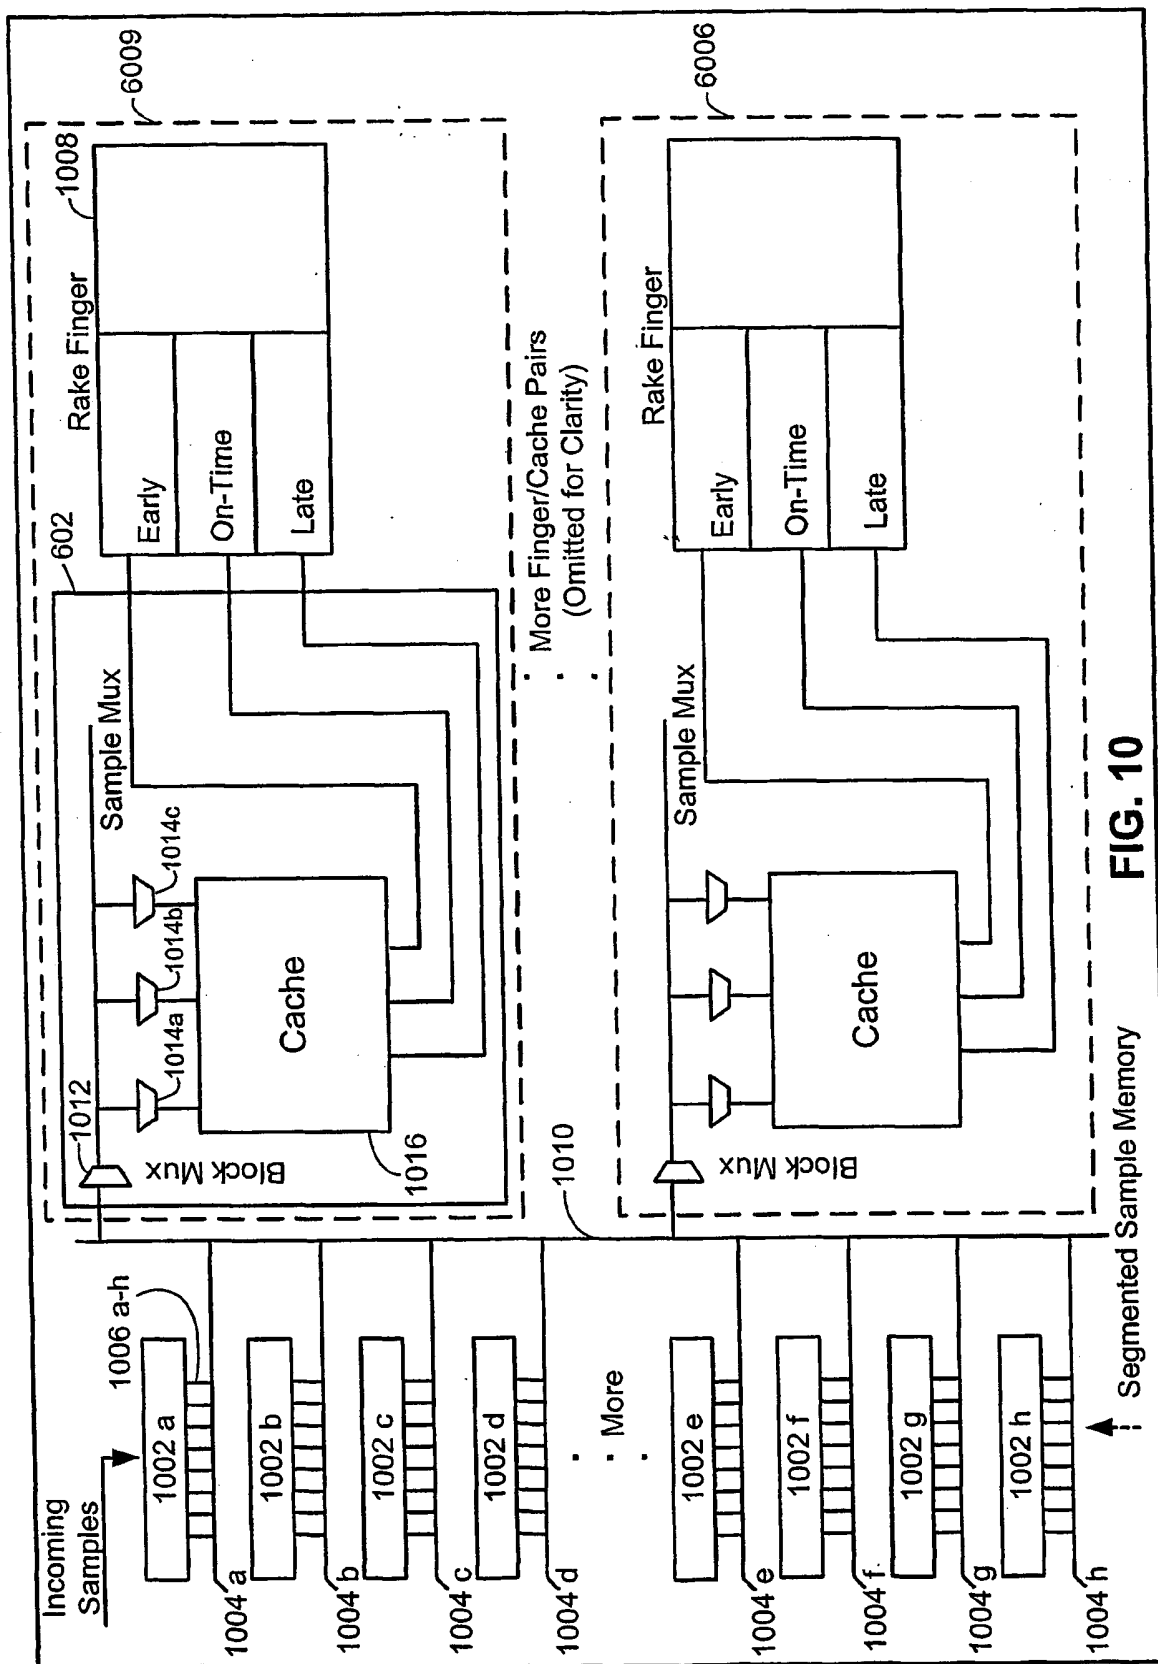 Incoming
Samples
1002 a
1006 a-h
1004 a
1002 b
1004 b
1002 c
1004 c
1002 d
1004 d
. . .
More
1002 e
1004 e
1002 f
1004 f
1002 g
1004 g
1002 h
1004 h
Segmented Sample Memory
1010
6009
602
1012
Block Mux
1014a
1014b
1014c
Sample Mux
Cache
1016
Rake Finger
1008
Early
On-Time
Late
. . .
More Finger/Cache Pairs
(Omitted for Clarity)
6006
Block Mux
Sample Mux
Cache
Rake Finger
Early
On-Time
Late
FIG. 10